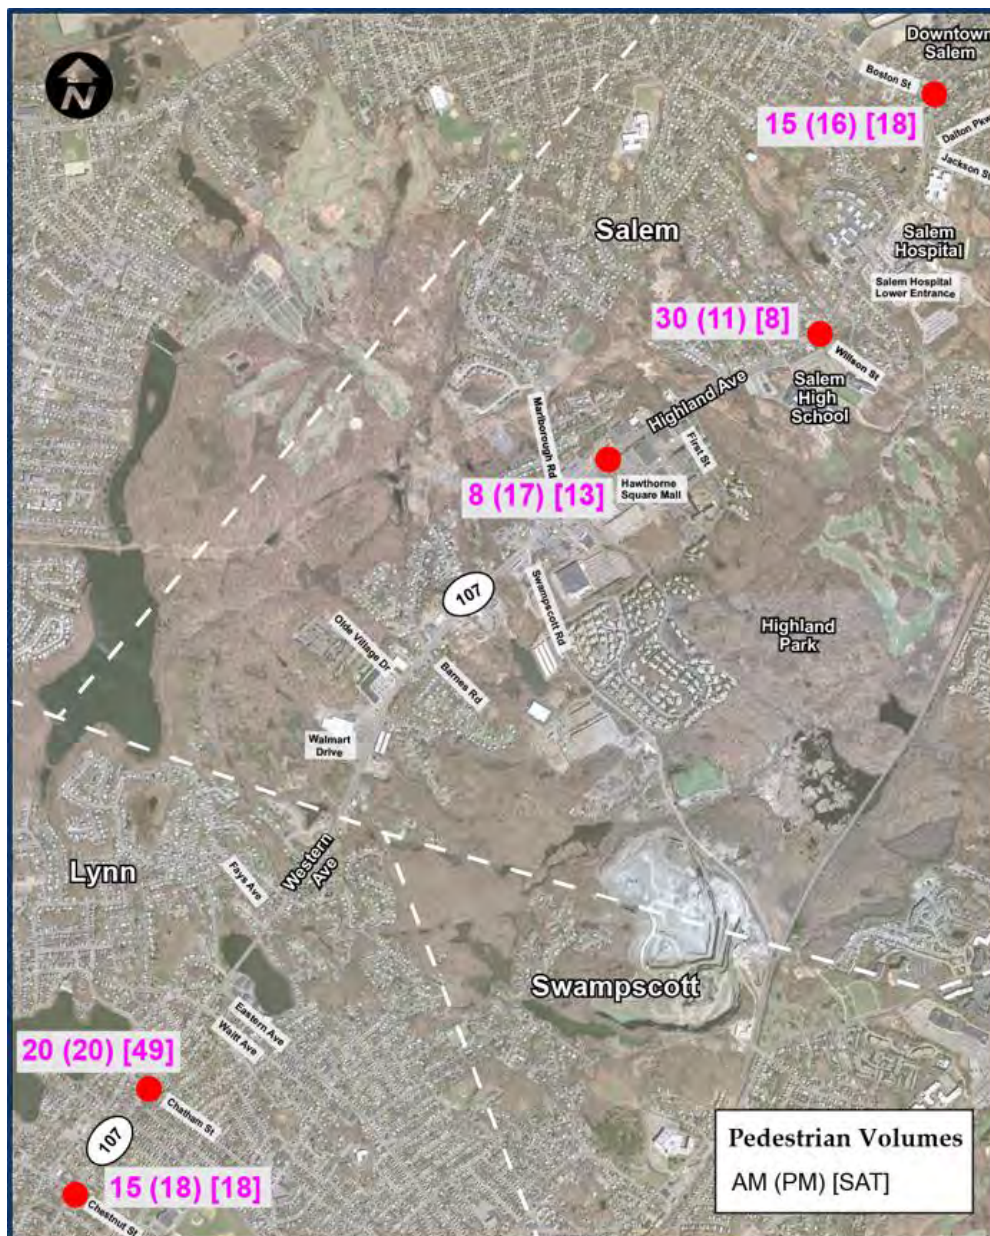 Downtown
Salem
Boston St
15 (16) [18]
Dalton Pkw
Jackson St
Salem
Salem
Hospital
Salem Hospital
Lower Entrance
30 (11) [8]
Willson St
Salem
High
School
Highland Ave
Marlborough Rd
First St
Hawthorne
Square Mall
8 (17) [13]
107
Swampscott Rd
Olde Village Dr
Barnes Rd
Highland
Park
Walmart
Drive
Lynn
Western
Ave
Fays Ave
Swampscott
Eastern Ave
Waitt Ave
20 (20) [49]
Chatham St
107
15 (18) [18]
Chestnut St
N
Pedestrian Volumes
AM (PM) [SAT]